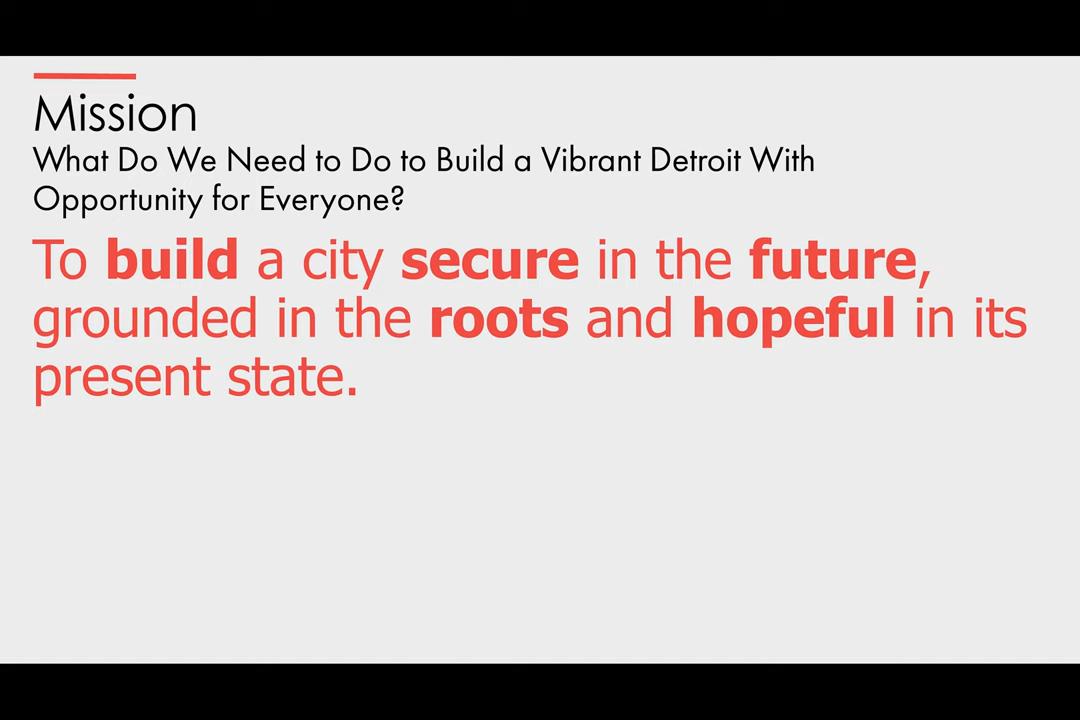 Mission
What Do We Need to Do to Build a Vibrant Detroit With
Opportunity for Everyone?
To build a city secure in the future,
grounded in the roots and hopeful in its
present state.